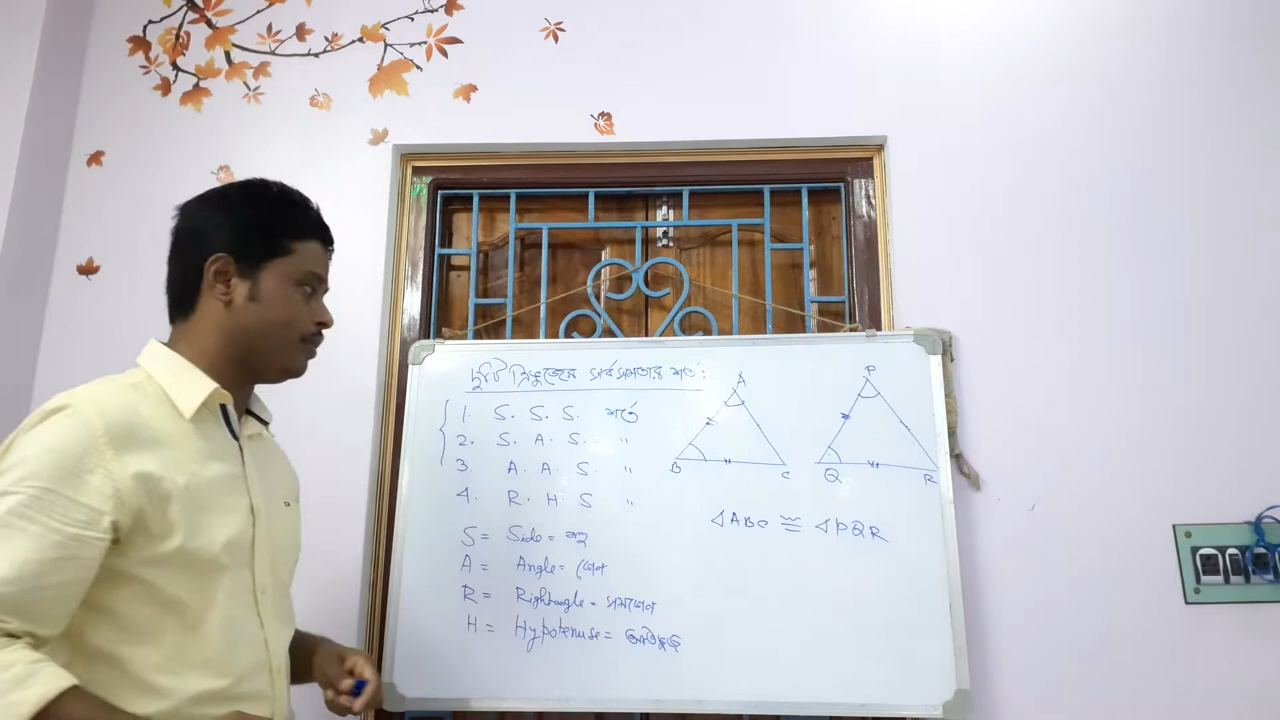 দুটি ত্রিভুজের সর্বসমতার শর্ত :
1. S. S. S. শর্তে
2. S. A. S. "
3. A. A. S. "
4. R. H. S "
S = Side = বাহু
A = Angle = কোন
R = Rightangle = সমকোন
H = Hypotenuse = অতিভুজ
A
B
C
P
Q
R
△ABC ≅ △PQR